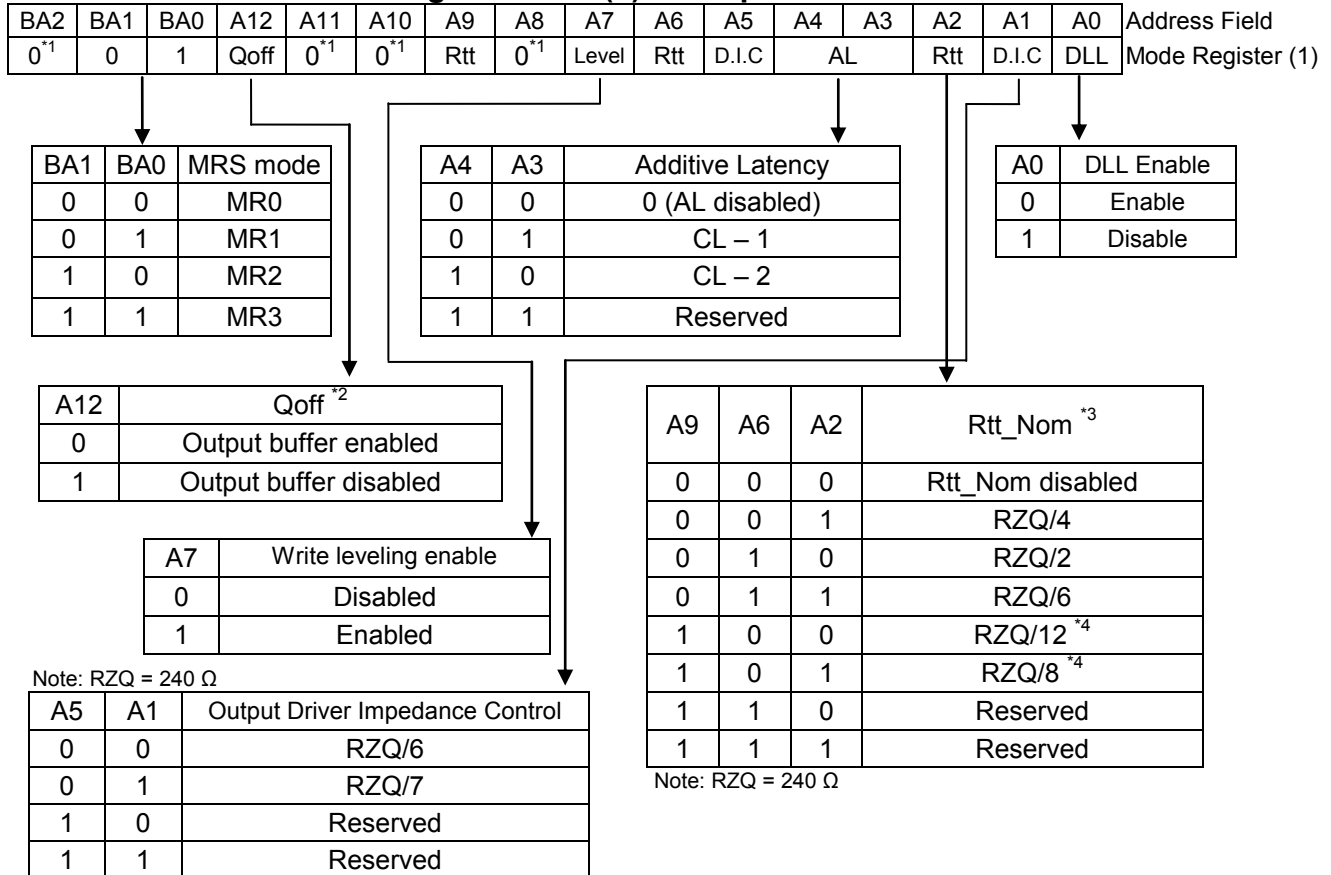 BA2 BA1 BA0 A12 A11 A10 A9 A8 A7 A6 A5 A4 A3 A2 A1 A0 Address Field
0*1 0 1 Qoff 0*1 0*1 Rtt 0*1 Level Rtt D.I.C AL Rtt D.I.C DLL Mode Register (1)
BA1 BA0 MRS mode
0 0 MR0
0 1 MR1
1 0 MR2
1 1 MR3
A4 A3 Additive Latency
0 0 0 (AL disabled)
0 1 CL – 1
1 0 CL – 2
1 1 Reserved
A0 DLL Enable
0 Enable
1 Disable
A12 Qoff *2
0 Output buffer enabled
1 Output buffer disabled
A7 Write leveling enable
0 Disabled
1 Enabled
Note: RZQ = 240 Ω
A5 A1 Output Driver Impedance Control
0 0 RZQ/6
0 1 RZQ/7
1 0 Reserved
1 1 Reserved
A9 A6 A2 Rtt_Nom *3
0 0 0 Rtt_Nom disabled
0 0 1 RZQ/4
0 1 0 RZQ/2
0 1 1 RZQ/6
1 0 0 RZQ/12 *4
1 0 1 RZQ/8 *4
1 1 0 Reserved
1 1 1 Reserved
Note: RZQ = 240 Ω